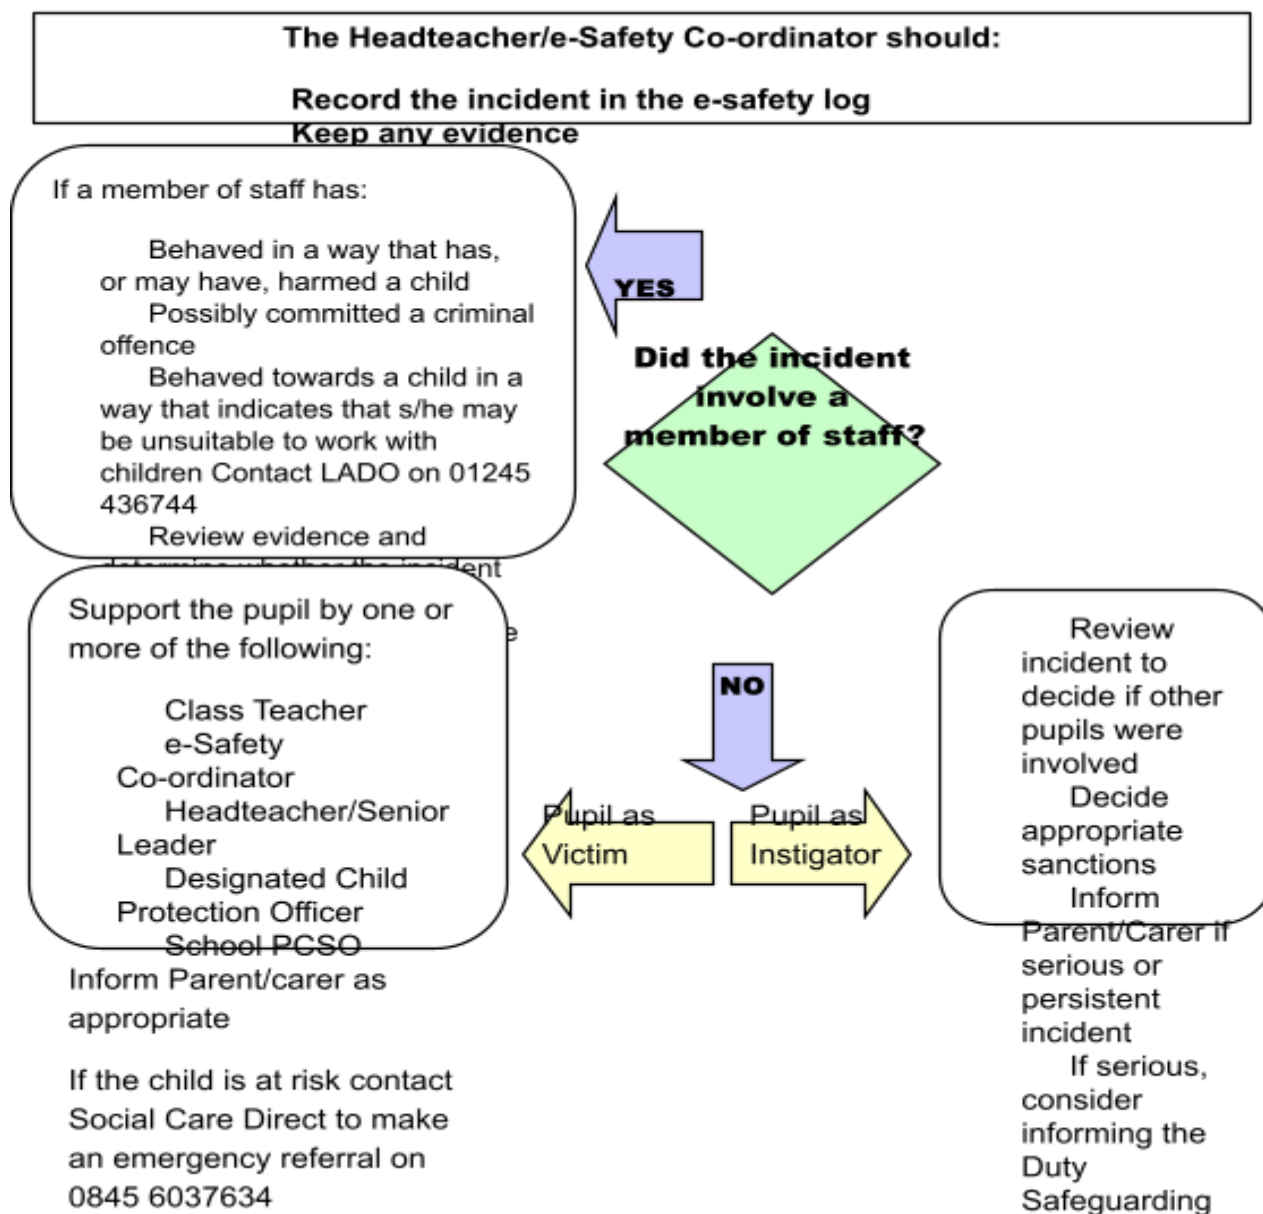 The Headteacher/e-Safety Co-ordinator should:
Record the incident in the e-safety log
Keep any evidence
If a member of staff has:
Behaved in a way that has,
or may have, harmed a child
Possibly committed a criminal
offence
Behaved towards a child in a
way that indicates that s/he may
be unsuitable to work with
children Contact LADO on 01245
436744
Review evidence and
determine whether the incident
YES
Did the incident
involve a
member of staff?
NO
Pupil as
Victim
Pupil as
Instigator
Support the pupil by one or
more of the following:
Class Teacher
e-Safety
Co-ordinator
Headteacher/Senior
Leader
Designated Child
Protection Officer
School PCSO
Inform Parent/carer as
appropriate
If the child is at risk contact
Social Care Direct to make
an emergency referral on
0845 6037634
Review
incident to
decide if other
pupils were
involved
Decide
appropriate
sanctions
Inform
Parent/Carer if
serious or
persistent
incident
If serious,
consider
informing the
Duty
Safeguarding